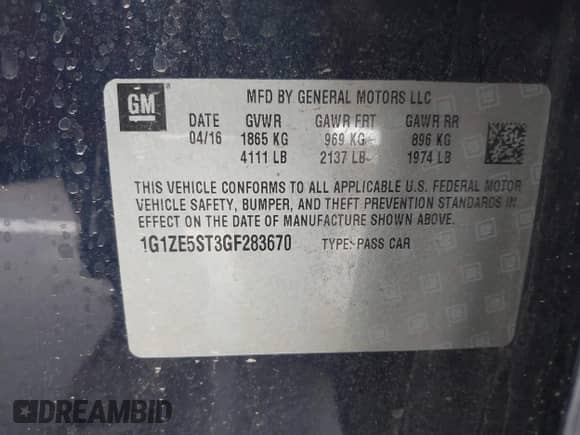 GM
MFD BY GENERAL MOTORS LLC
DATE GVWR GAWR FRT GAWR RR
04/16 1865 KG 969 KG 896 KG
4111 LB 2137 LB 1974 LB
THIS VEHICLE CONFORMS TO ALL APPLICABLE U.S. FEDERAL MOTOR
VEHICLE SAFETY, BUMPER, AND THEFT PREVENTION STANDARDS IN
EFFECT ON THE DATE OF MANUFACTURE SHOWN ABOVE.
1G1ZE5ST3GF283670 TYPE: PASS CAR
DREAMBID